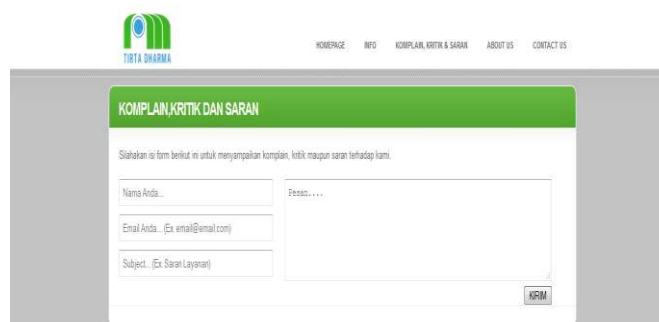 TIRTA DHARMA
HOMEPAGE INFO KOMPLAIN, KRITIK & SARAN ABOUT US CONTACT US
KOMPLAIN,KRITIK DAN SARAN
Silahakan isi form berikut ini untuk menyampaikan komplain, kritik maupun saran terhadap kami.
Nama Anda...
Pesan....
Email Anda... (Ex. email@email.com)
Subject... (Ex. Saran Layanan)
KIRIM